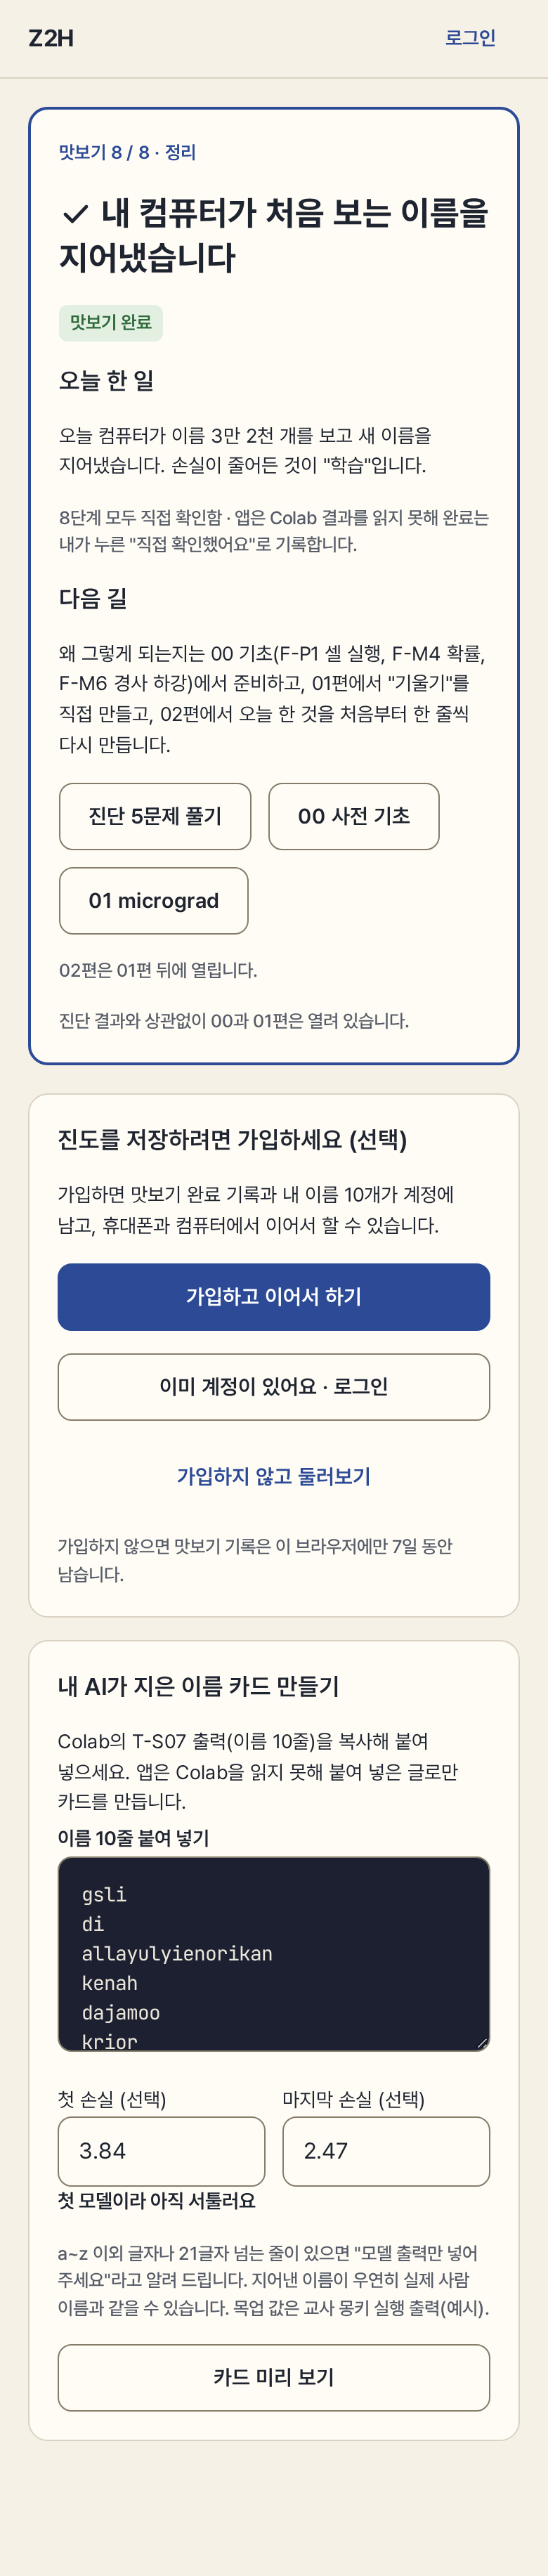 Z2H
로그인
맛보기 8 / 8 · 정리
✓ 내 컴퓨터가 처음 보는 이름을
지어냈습니다
맛보기 완료
오늘 한 일
오늘 컴퓨터가 이름 3만 2천 개를 보고 새 이름을
지어냈습니다. 손실이 줄어든 것이 "학습"입니다.
8단계 모두 직접 확인함 · 앱은 Colab 결과를 읽지 못해 완료는
내가 누른 "직접 확인했어요"로 기록합니다.
다음 길
왜 그렇게 되는지는 00 기초(F-P1 셀 실행, F-M4 확률,
F-M6 경사 하강)에서 준비하고, 01편에서 "기울기"를
직접 만들고, 02편에서 오늘 한 것을 처음부터 한 줄씩
다시 만듭니다.
진단 5문제 풀기
00 사전 기초
01 micrograd
02편은 01편 뒤에 열립니다.
진단 결과와 상관없이 00과 01편은 열려 있습니다.
진도를 저장하려면 가입하세요 (선택)
가입하면 맛보기 완료 기록과 내 이름 10개가 계정에
남고, 휴대폰과 컴퓨터에서 이어서 할 수 있습니다.
가입하고 이어서 하기
이미 계정이 있어요 · 로그인
가입하지 않고 둘러보기
가입하지 않으면 맛보기 기록은 이 브라우저에만 7일 동안
남습니다.
내 AI가 지은 이름 카드 만들기
Colab의 T-S07 출력(이름 10줄)을 복사해 붙여
넣으세요. 앱은 Colab을 읽지 못해 붙여 넣은 글로만
카드를 만듭니다.
이름 10줄 붙여 넣기
gsli
di
allayulyienorikan
kenah
dajamoo
krior
첫 손실 (선택)
마지막 손실 (선택)
3.84
2.47
첫 모델이라 아직 서툴러요
a~z 이외 글자나 21글자 넘는 줄이 있으면 "모델 출력만 넣어
주세요"라고 알려 드립니다. 지어낸 이름이 우연히 실제 사람
이름과 같을 수 있습니다. 목업 값은 교사 몽키 실행 출력(예시).
카드 미리 보기